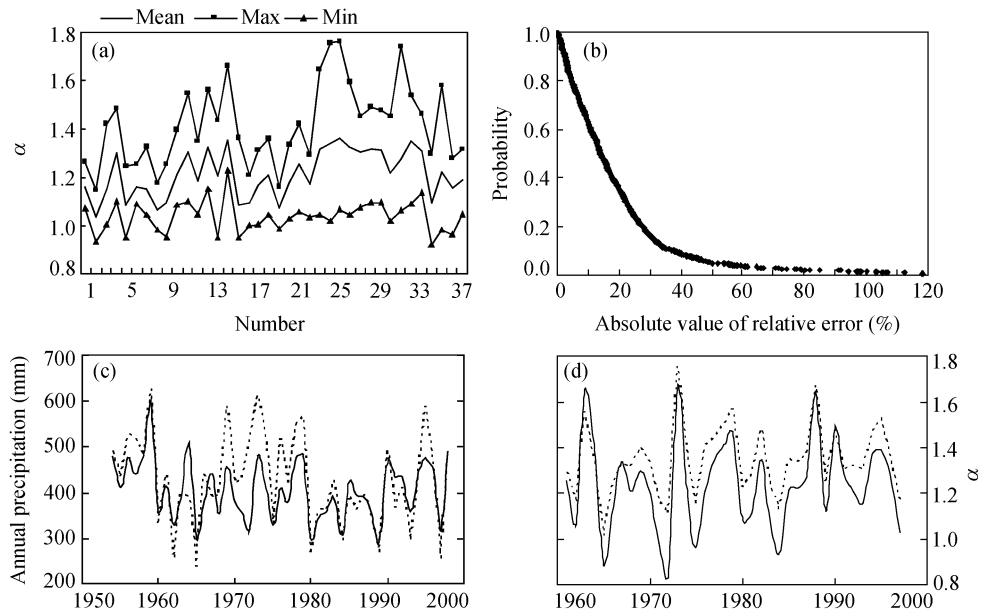 Mean Max Min
(a)
1.8
1.6
1.4
1.2
1.0
0.8
α
1 5 9 13 17 21 25 29 33 37
Number
(b)
1.0
0.8
0.6
0.4
0.2
0.0
Probability
0 20 40 60 80 100 120
Absolute value of relative error (%)
(c)
700
600
500
400
300
200
Annual precipitation (mm)
1950 1960 1970 1980 1990 2000
(d)
1.8
1.6
1.4
1.2
1.0
0.8
α
1960 1970 1980 1990 2000